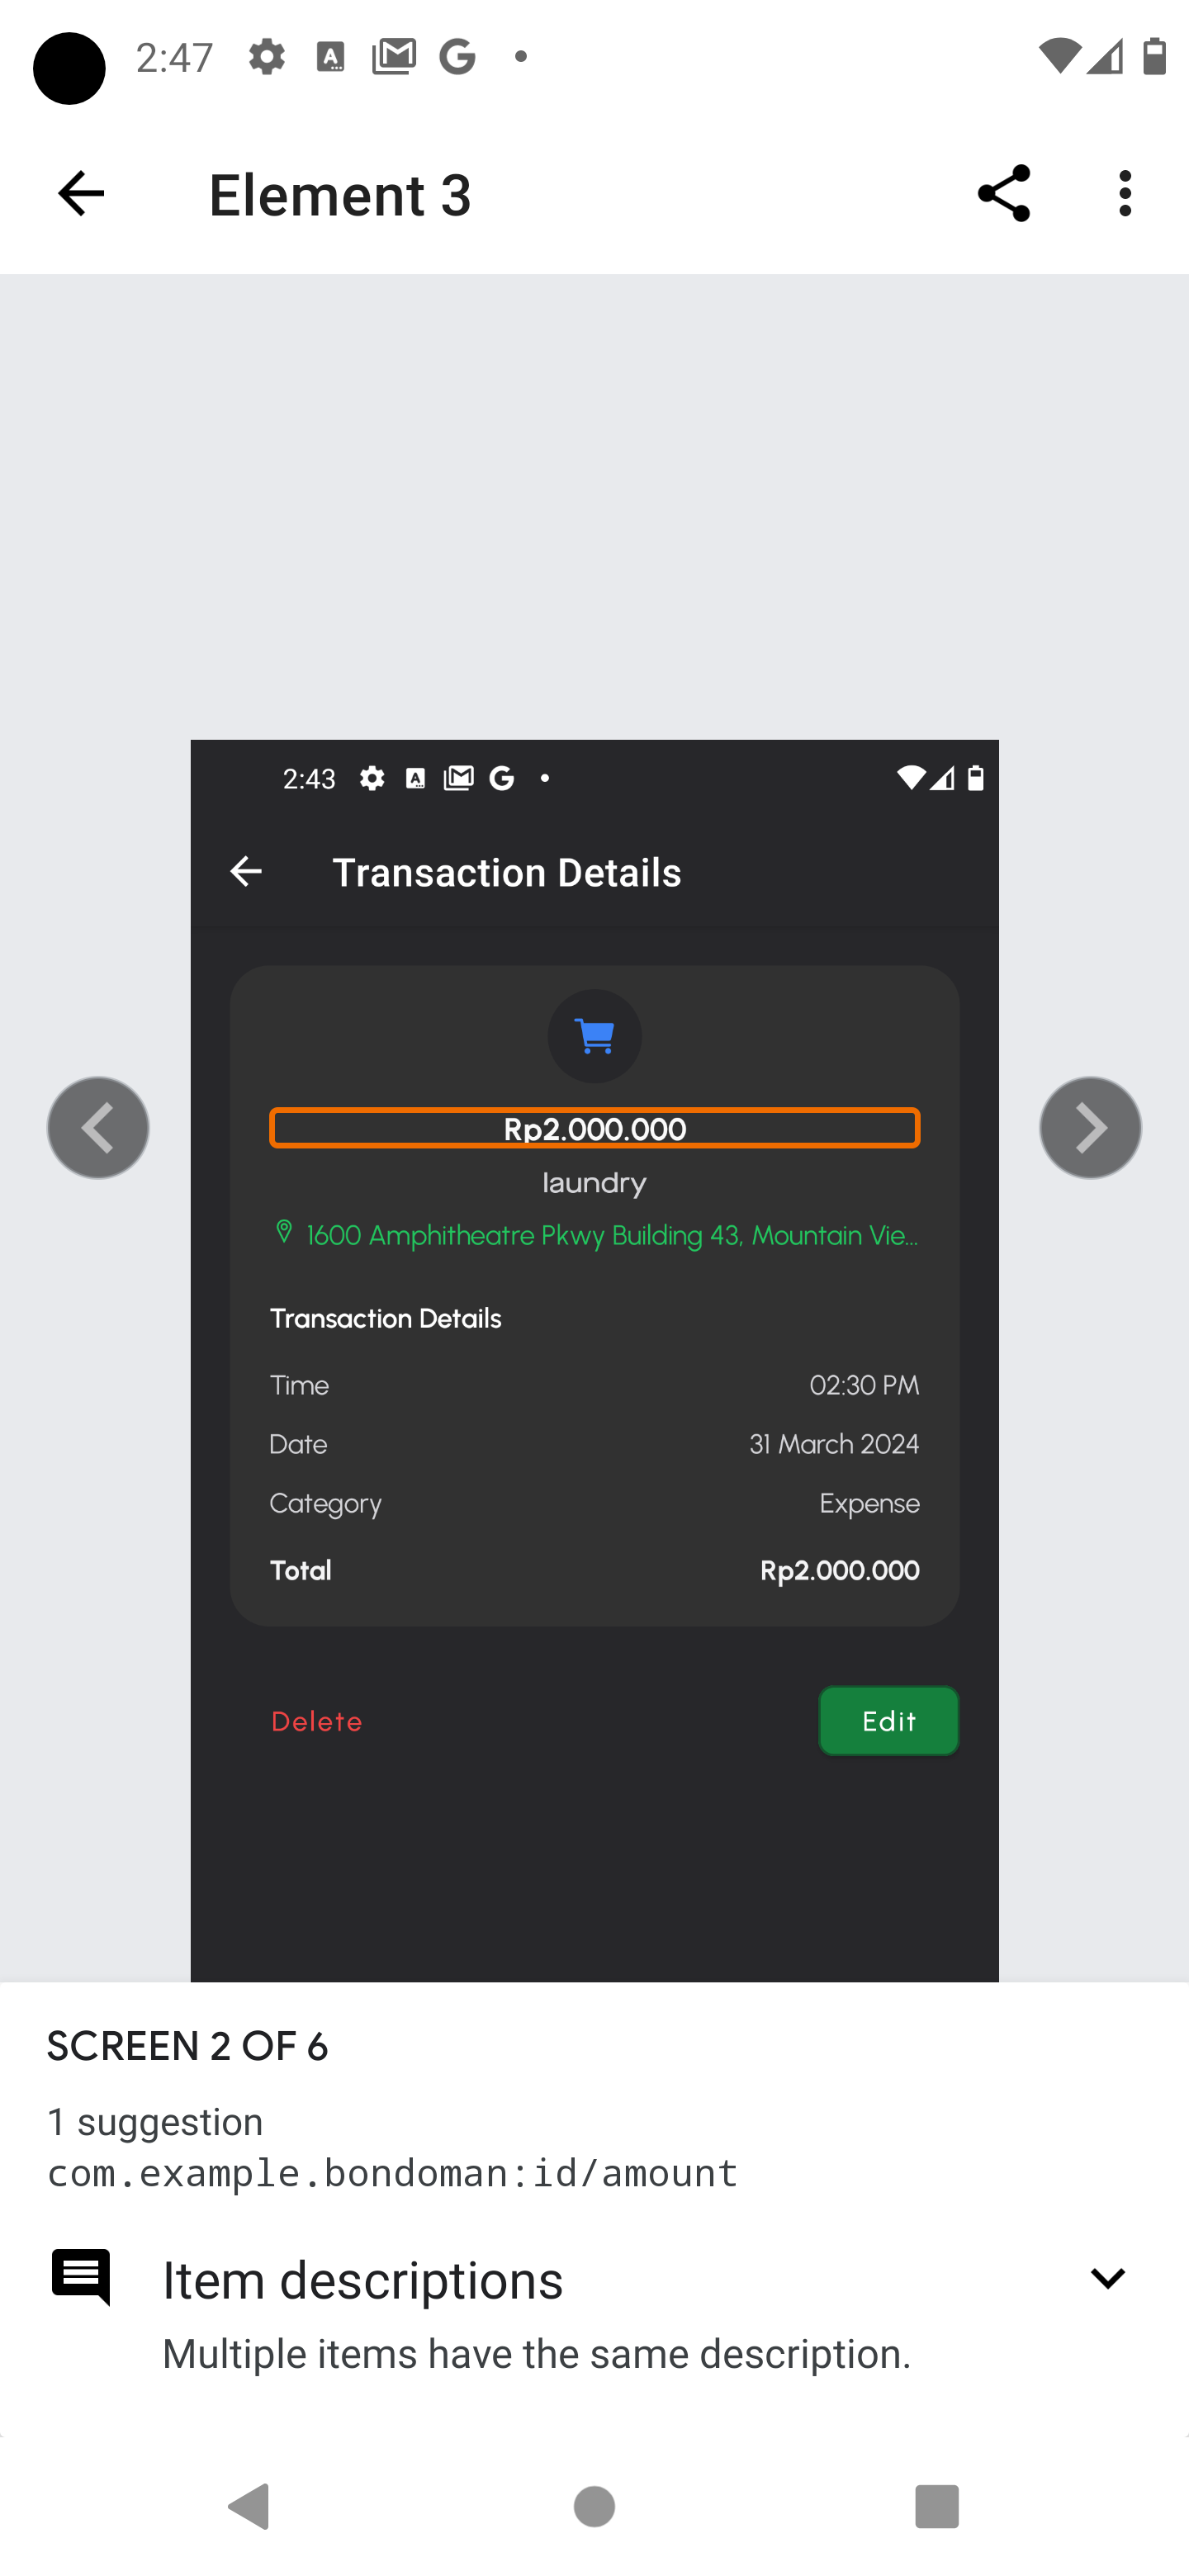 2:47
Element 3
2:43
Transaction Details
Rp2.000.000
laundry
1600 Amphitheatre Pkwy Building 43, Mountain Vie...
Transaction Details
Time 02:30 PM
Date 31 March 2024
Category Expense
Total Rp2.000.000
Delete Edit
SCREEN 2 OF 6
1 suggestion
com.example.bondoman:id/amount
Item descriptions
Multiple items have the same description.